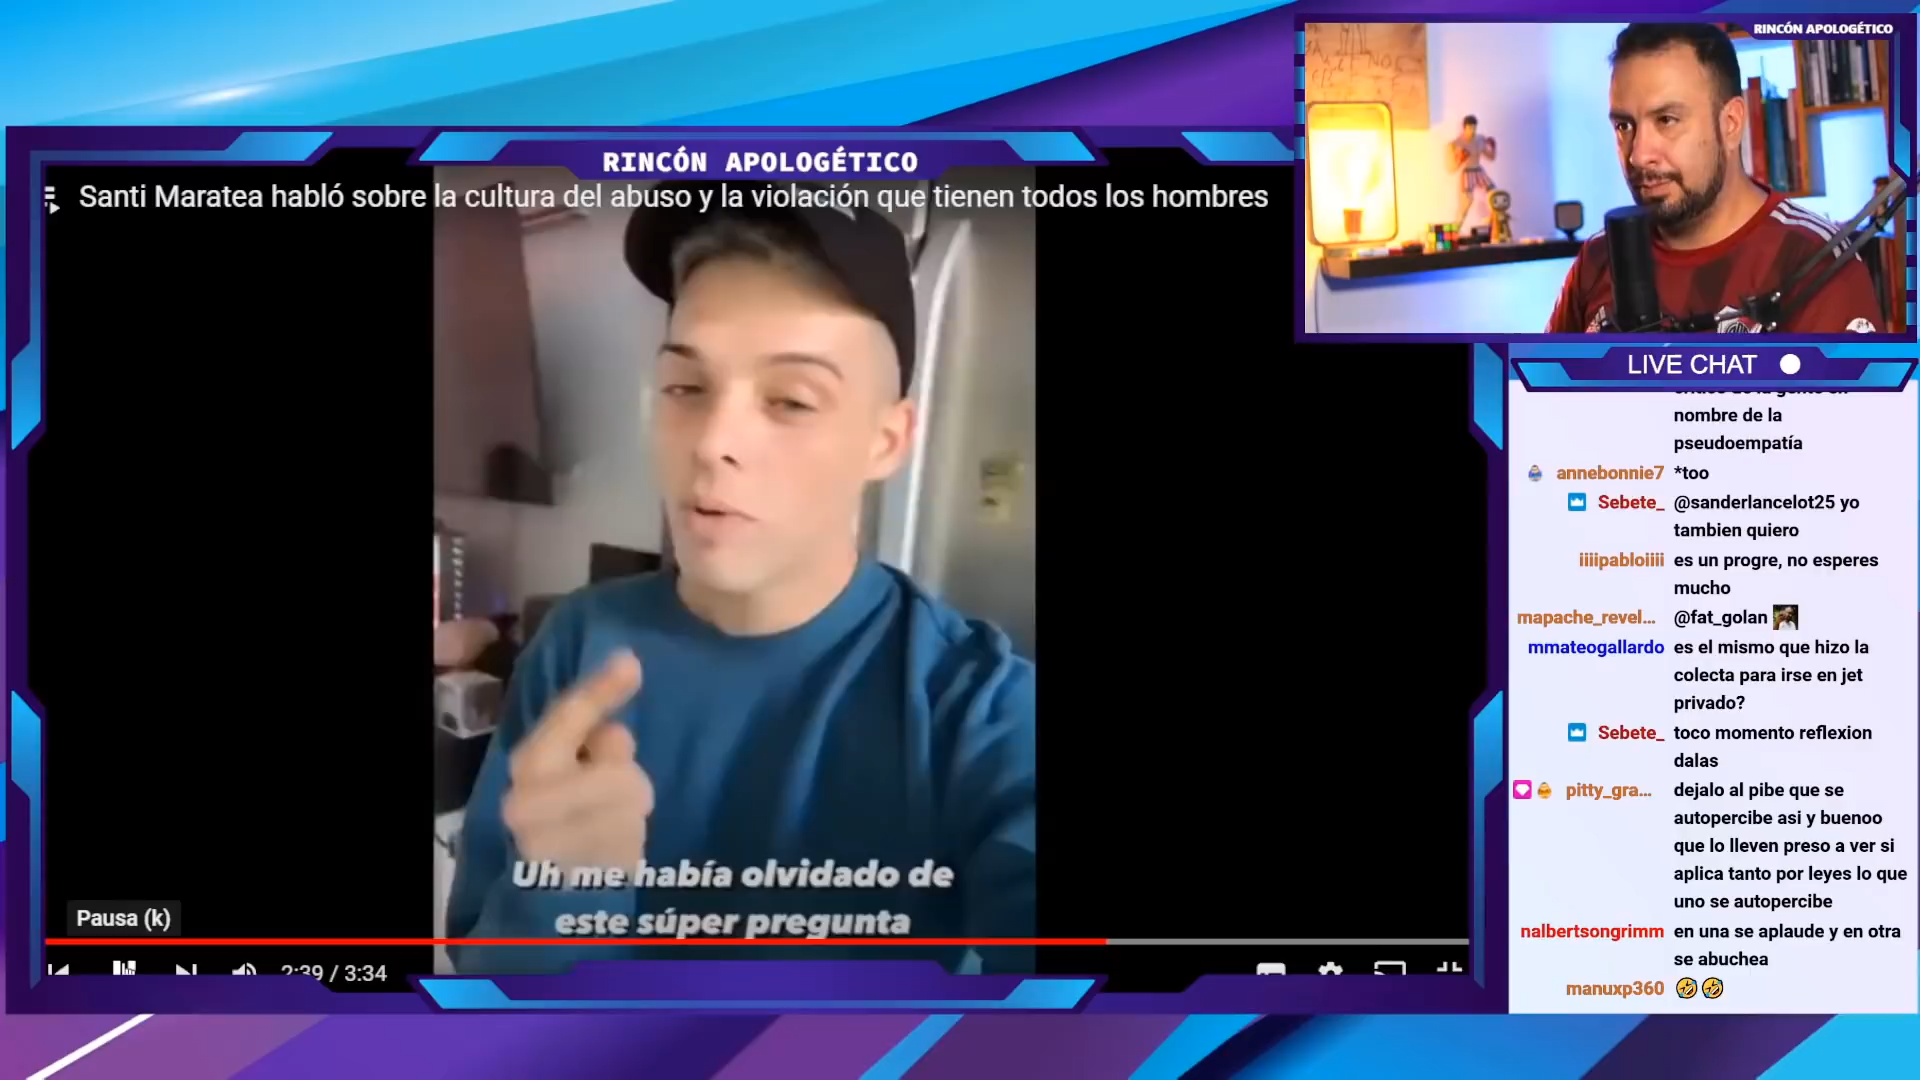 RINCÓN APOLOGÉTICO
RINCÓN APOLOGÉTICO
Santi Maratea habló sobre la cultura del abuso y la violación que tienen todos los hombres
Uh me había olvidado de
este súper pregunta
Pausa (k)
2:39 / 3:34
LIVE CHAT
nombre de la
pseudoempatía
annebonnie7 *too
Sebete_ @sanderlancelot25 yo
tambien quiero
iiiipabloiiii es un progre, no esperes
mucho
mapache_revel... @fat_golan
mmateogallardo es el mismo que hizo la
colecta para irse en jet
privado?
Sebete_ toco momento reflexion
dalas
pitty_gra... dejalo al pibe que se
autopercibe asi y buenoo
que lo lleven preso a ver si
aplica tanto por leyes lo que
uno se autopercibe
nalbertsongrimm en una se aplaude y en otra
se abuchea
manuxp360